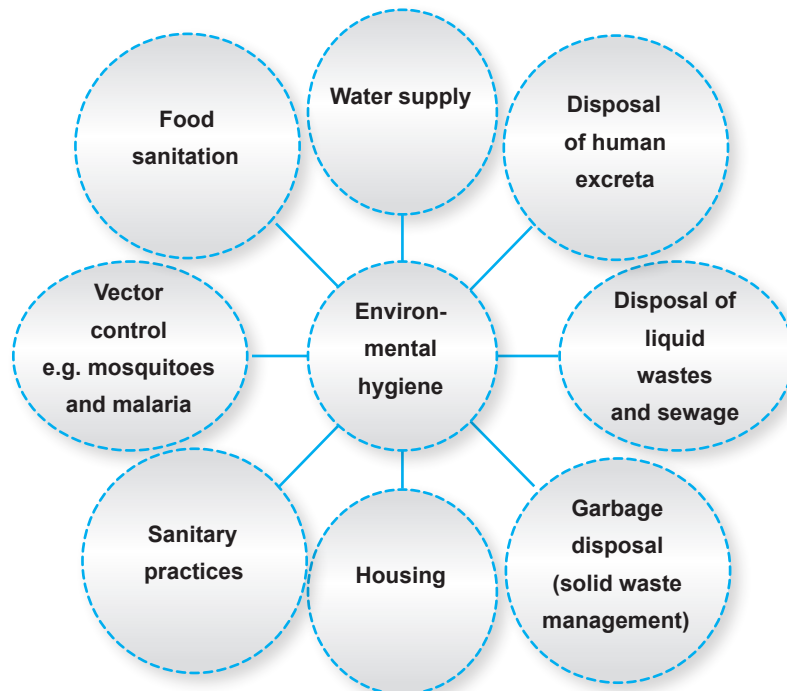 Water supply
Disposal
of human
excreta
Food
sanitation
Vector
control
e.g. mosquitoes
and malaria
Environ-
mental
hygiene
Disposal of
liquid
wastes
and sewage
Sanitary
practices
Housing
Garbage
disposal
(solid waste
management)